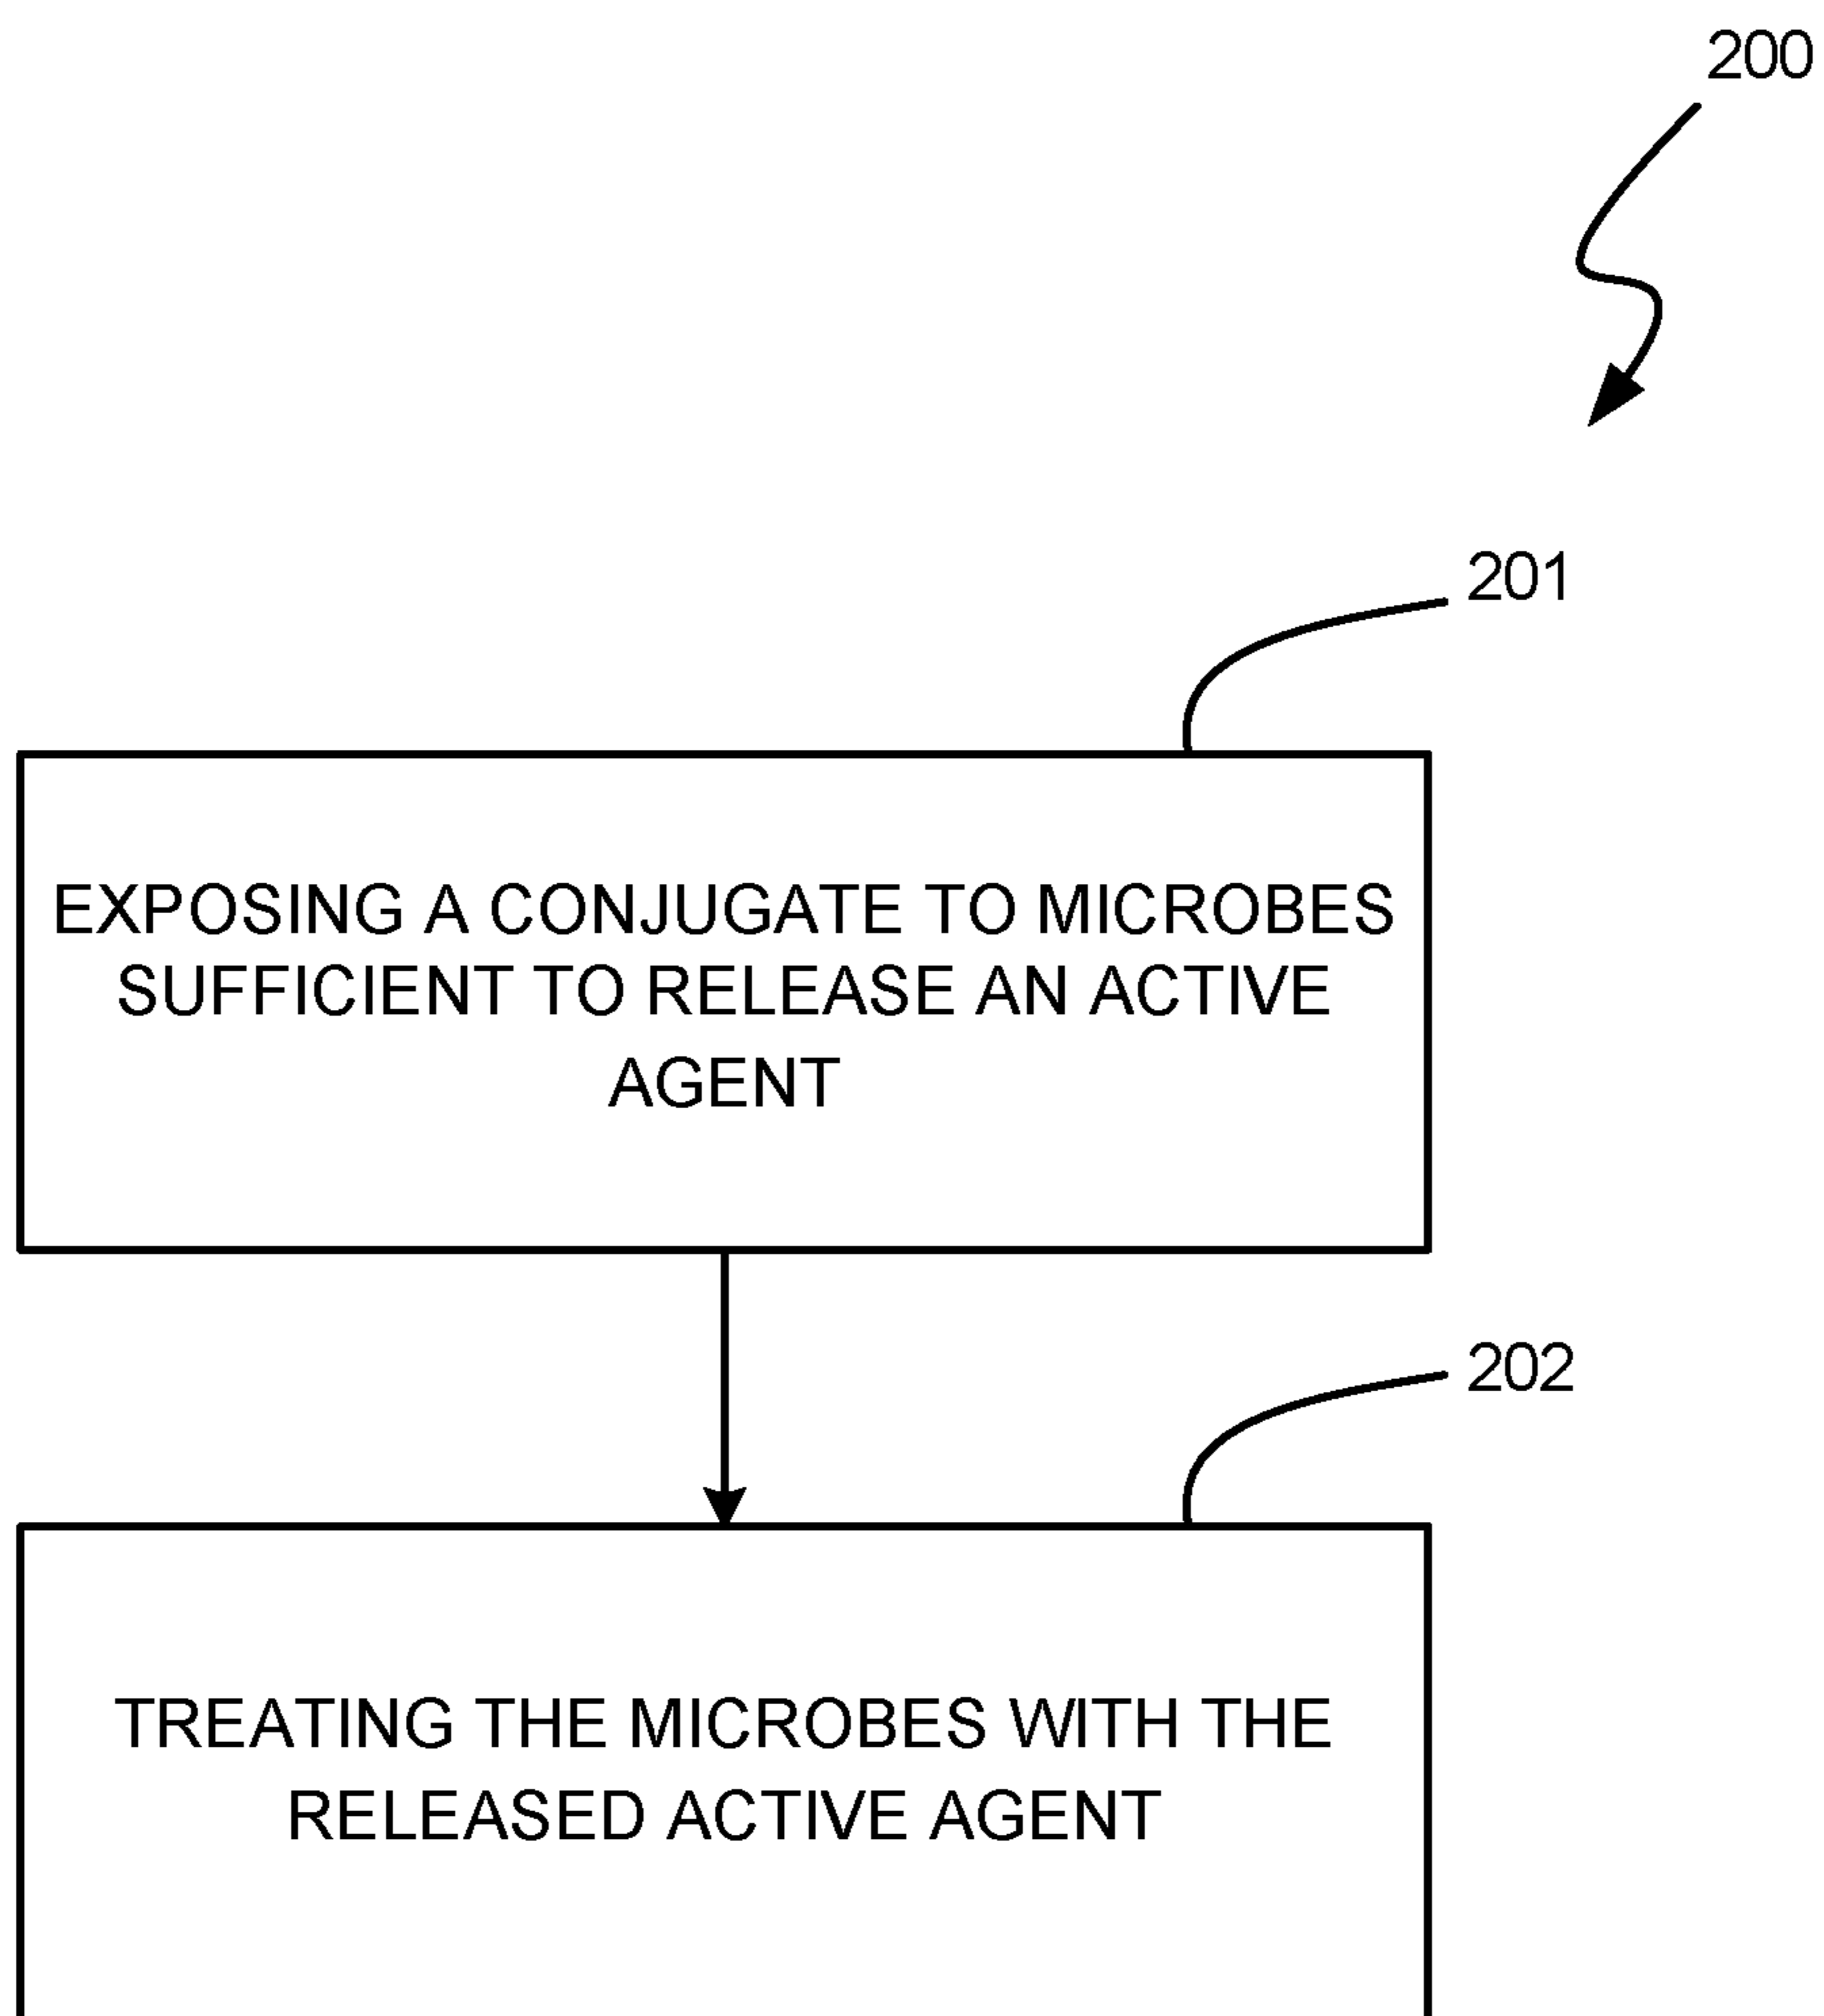 200
201
EXPOSING A CONJUGATE TO MICROBES
SUFFICIENT TO RELEASE AN ACTIVE
AGENT
202
TREATING THE MICROBES WITH THE
RELEASED ACTIVE AGENT